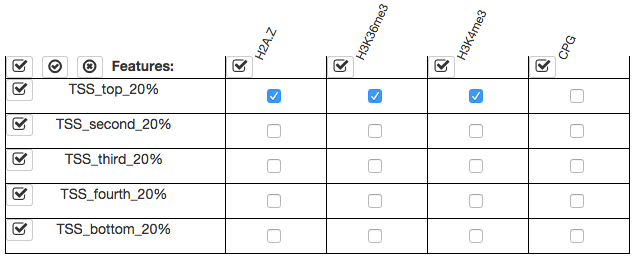 H2A.Z
H3K36me3
H3K4me3
CPG
Features:
TSS_top_20%
TSS_second_20%
TSS_third_20%
TSS_fourth_20%
TSS_bottom_20%